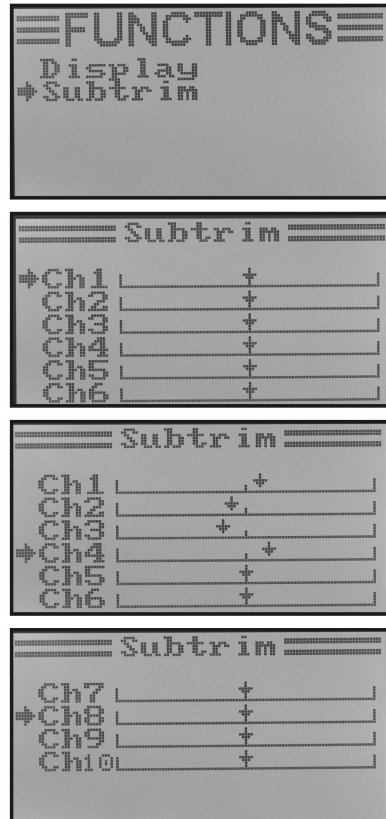 FUNCTIONS
Display
Subtrim
Subtrim
Ch1
Ch2
Ch3
Ch4
Ch5
Ch6
Subtrim
Ch1
Ch2
Ch3
Ch4
Ch5
Ch6
Subtrim
Ch7
Ch8
Ch9
Ch10